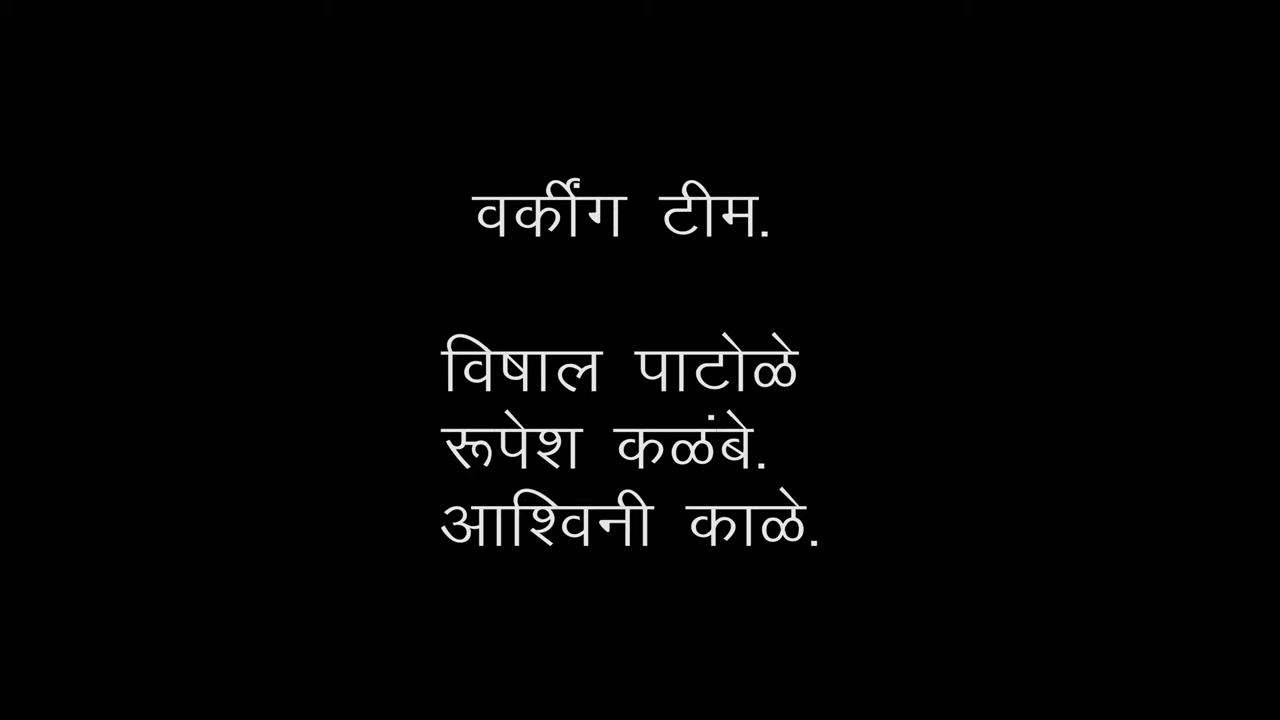 वर्कींग टीम.
विषाल पाटोळे
रूपेश कळंबे.
आश्विनी काळे.